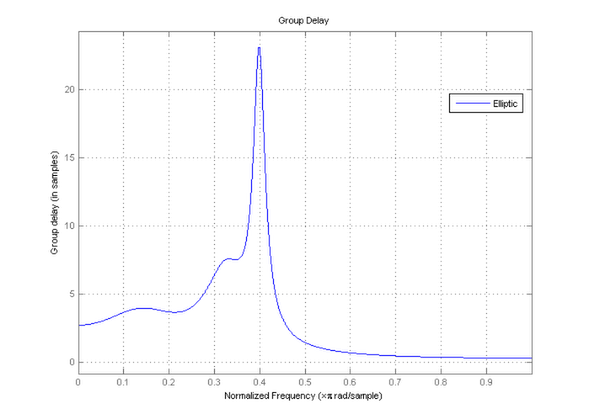 Group Delay
20
15
10
5
0
Group delay (in samples)
Elliptic
0 0.1 0.2 0.3 0.4 0.5 0.6 0.7 0.8 0.9
Normalized Frequency (×π rad/sample)